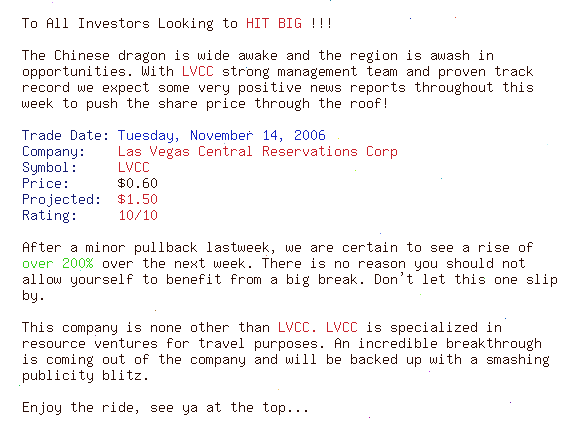 To All Investors Looking to HIT BIG !!!
The Chinese dragon is wide awake and the region is awash in
opportunities. With LVCC strong management team and proven track
record we expect some very positive news reports throughout this
week to push the share price through the roof!
Trade Date: Tuesday, November 14, 2006
Company: Las Vegas Central Reservations Corp
Symbol: LVCC
Price: $0.60
Projected: $1.50
Rating: 10/10
After a minor pullback lastweek, we are certain to see a rise of
over 200% over the next week. There is no reason you should not
allow yourself to benefit from a big break. Don't let this one slip
by.
This company is none other than LVCC. LVCC is specialized in
resource ventures for travel purposes. An incredible breakthrough
is coming out of the company and will be backed up with a smashing
publicity blitz.
Enjoy the ride, see ya at the top...